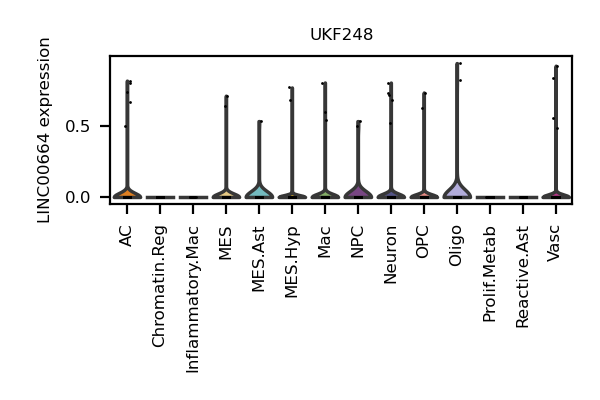 UKF248
LINC00664 expression
0.5
0.0
AC
Chromatin.Reg
Inflammatory.Mac
MES
MES.Ast
MES.Hyp
Mac
NPC
Neuron
OPC
Oligo
Prolif.Metab
Reactive.Ast
Vasc